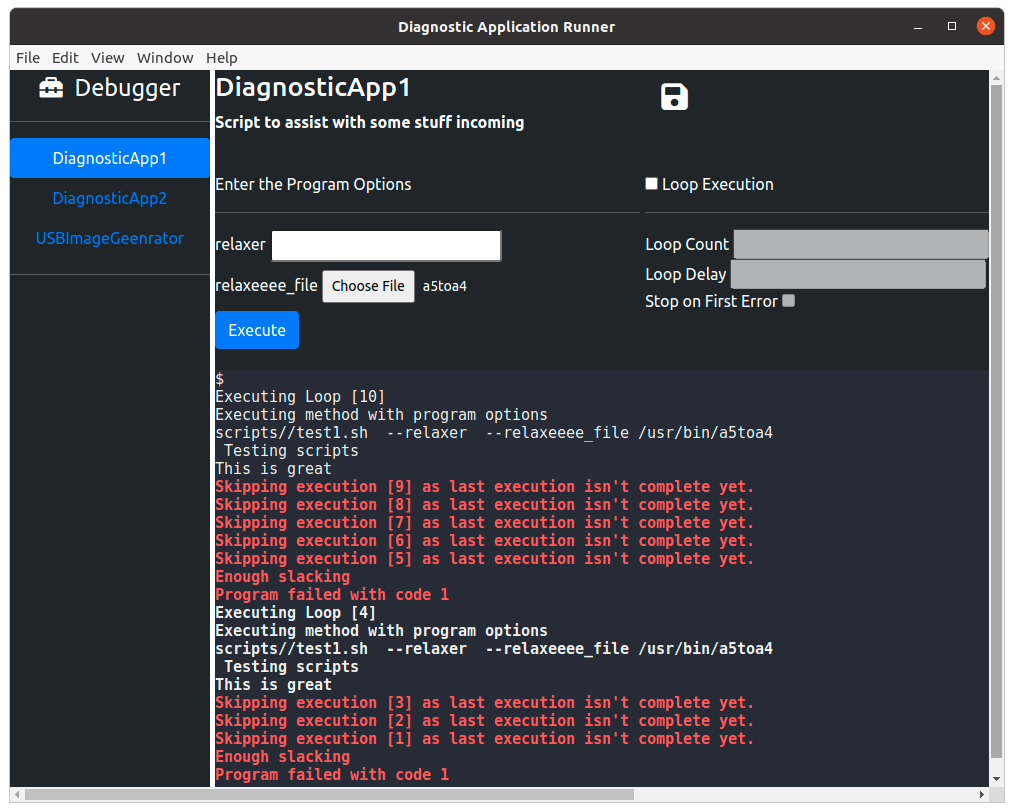 Diagnostic Application Runner
File Edit View Window Help
Debugger
DiagnosticApp1
DiagnosticApp2
USBImageGeenrator
DiagnosticApp1
Script to assist with some stuff incoming
Enter the Program Options
relaxer
relaxeeee_file Choose File a5toa4
Execute
Loop Execution
Loop Count
Loop Delay
Stop on First Error
$
Executing Loop [10]
Executing method with program options
scripts//test1.sh  --relaxer  --relaxeeee_file /usr/bin/a5toa4
Testing scripts
This is great
Skipping execution [9] as last execution isn't complete yet.
Skipping execution [8] as last execution isn't complete yet.
Skipping execution [7] as last execution isn't complete yet.
Skipping execution [6] as last execution isn't complete yet.
Skipping execution [5] as last execution isn't complete yet.
Enough slacking
Program failed with code 1
Executing Loop [4]
Executing method with program options
scripts//test1.sh  --relaxer  --relaxeeee_file /usr/bin/a5toa4
Testing scripts
This is great
Skipping execution [3] as last execution isn't complete yet.
Skipping execution [2] as last execution isn't complete yet.
Skipping execution [1] as last execution isn't complete yet.
Enough slacking
Program failed with code 1